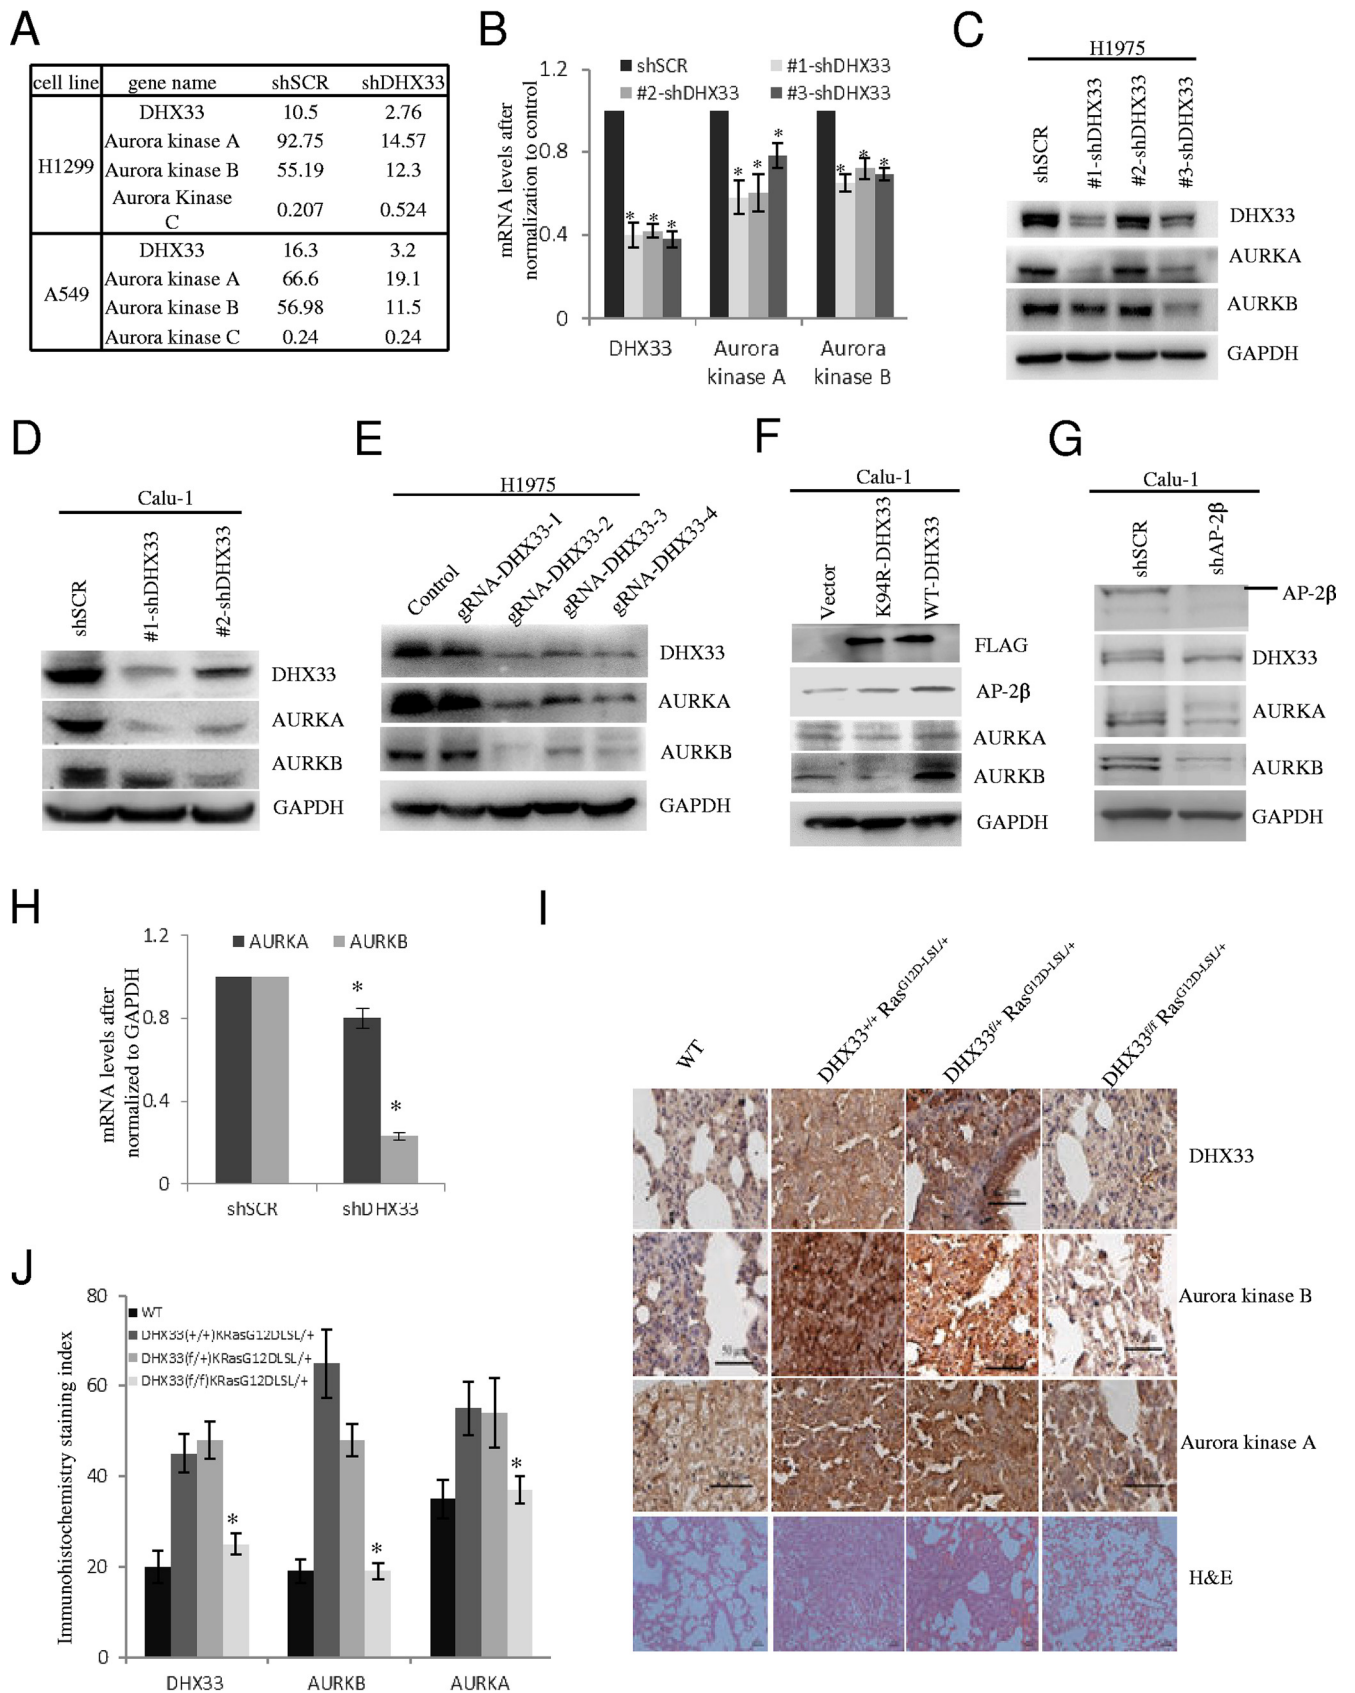 A
cell line gene name shSCR shDHX33
H1299
DHX33 10.5 2.76
Aurora kinase A 92.75 14.57
Aurora kinase B 55.19 12.3
Aurora Kinase
C 0.207 0.524
A549
DHX33 16.3 3.2
Aurora kinase A 66.6 19.1
Aurora kinase B 56.98 11.5
Aurora kinase C 0.24 0.24
B
mRNA levels after
normalization to control
shSCR #1-shDHX33
#2-shDHX33 #3-shDHX33
1.2
0.8
0.4
0
* * *
* * *
* * *
DHX33
Aurora
kinase A
Aurora
kinase B
C
H1975
shSCR
#1-shDHX33
#2-shDHX33
#3-shDHX33
DHX33
AURKA
AURKB
GAPDH
D
Calu-1
shSCR
#1-shDHX33
#2-shDHX33
DHX33
AURKA
AURKB
GAPDH
E
H1975
Control
gRNA-DHX33-1
gRNA-DHX33-2
gRNA-DHX33-3
gRNA-DHX33-4
DHX33
AURKA
AURKB
GAPDH
F
Calu-1
Vector
K94R-DHX33
WT-DHX33
FLAG
AP-2β
AURKA
AURKB
GAPDH
G
Calu-1
shSCR
shAP-2β
AP-2β
DHX33
AURKA
AURKB
GAPDH
H
mRNA levels after
normalized to GAPDH
AURKA AURKB
1.2
0.8
0.4
0
*
*
shSCR shDHX33
I
WT
DHX33+/+ RasG12D-LSL/+
DHX33f/+ RasG12D-LSL/+
DHX33f/f RasG12D-LSL/+
DHX33
Aurora kinase B
50 μm
Aurora kinase A
H&E
J
Immunohistochemistry staining index
WT
DHX33(+/+)KRasG12DLSL/+
DHX33(f/+)KRasG12DLSL/+
DHX33(f/f)KRasG12DLSL/+
80
60
40
20
0
*
*
*
DHX33 AURKB AURKA